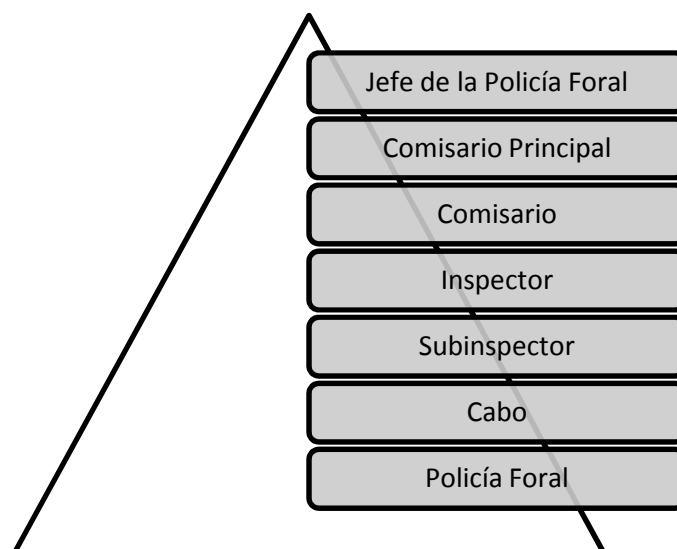 Jefe de la Policía Foral
Comisario Principal
Comisario
Inspector
Subinspector
Cabo
Policía Foral